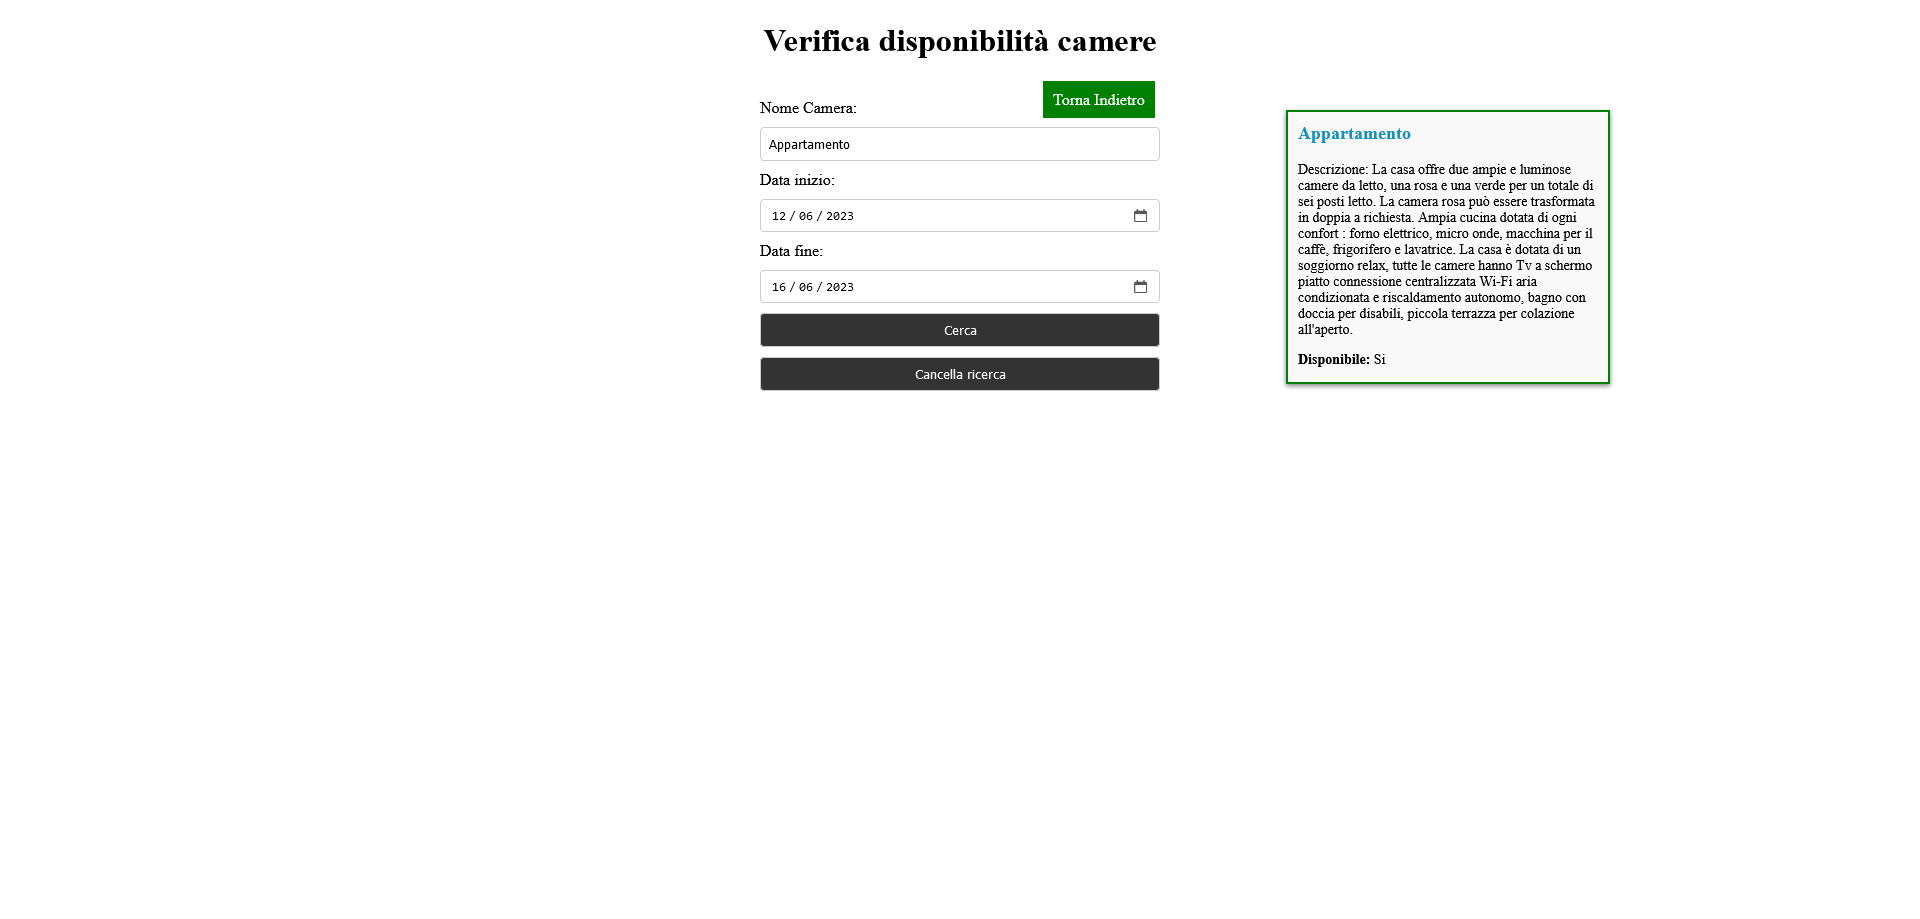 Verifica disponibilità camere
Torna Indietro
Nome Camera:
Appartamento
Data inizio:
12 / 06 / 2023
Data fine:
16 / 06 / 2023
Cerca
Cancella ricerca
Appartamento
Descrizione: La casa offre due ampie e luminose
camere da letto, una rosa e una verde per un totale di
sei posti letto. La camera rosa può essere trasformata
in doppia a richiesta. Ampia cucina dotata di ogni
confort : forno elettrico, micro onde, macchina per il
caffè, frigorifero e lavatrice. La casa è dotata di un
soggiorno relax, tutte le camere hanno Tv a schermo
piatto connessione centralizzata Wi-Fi aria
condizionata e riscaldamento autonomo, bagno con
doccia per disabili, piccola terrazza per colazione
all'aperto.
Disponibile: Si